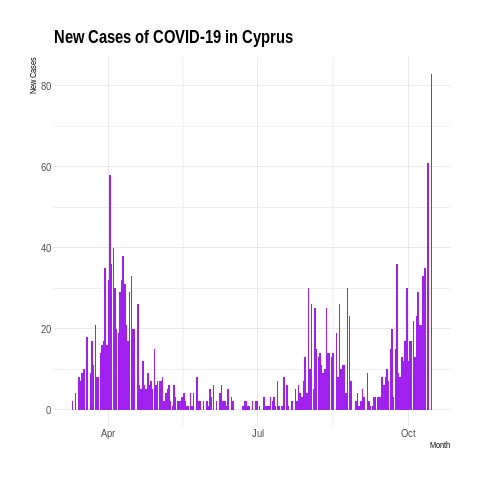 New Cases of COVID-19 in Cyprus
New Cases
80
60
40
20
0
Apr
Jul
Oct
Month